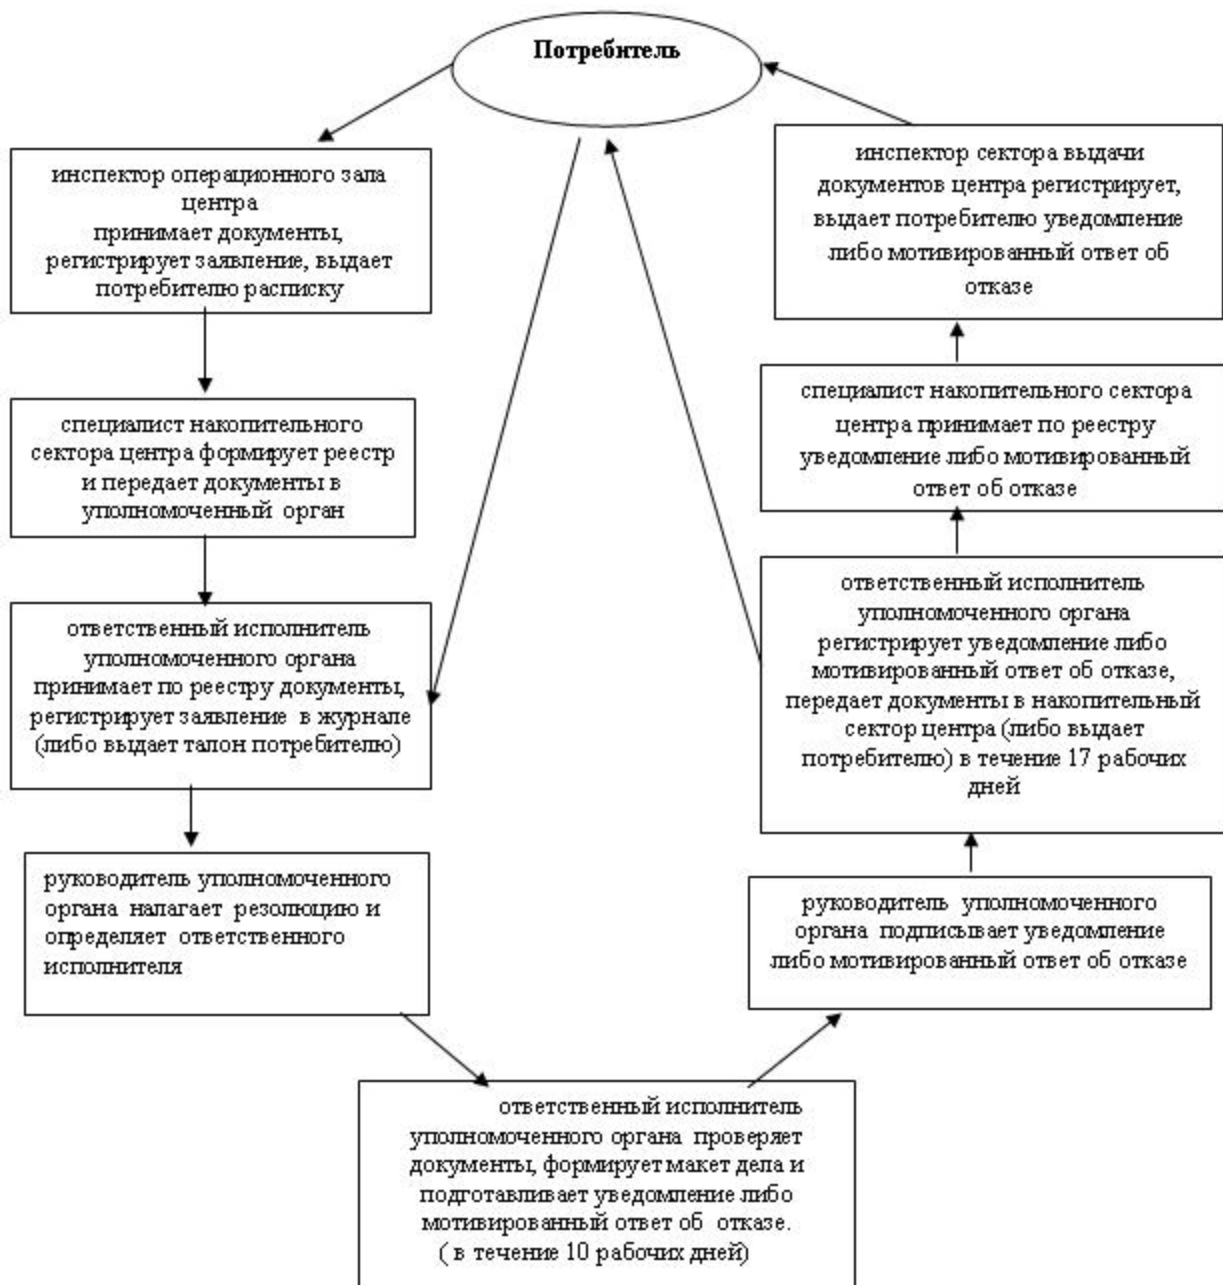 Потребитель
инспектор операционного зала
центра
принимает документы,
регистрирует заявление, выдает
потребителю расписку
специалист накопительного
сектора центра формирует реестр
и передает документы в
уполномоченный орган
ответственный исполнитель
уполномоченного органа
принимает по реестру документы,
регистрирует заявление в журнале
(либо выдает талон потребителю)
руководитель уполномоченного
органа налагает резолюцию и
определяет ответственного
исполнителя
ответственный исполнитель
уполномоченного органа проверяет
документы, формирует макет дела и
подготавливает уведомление либо
мотивированный ответ об отказе.
( в течение 10 рабочих дней)
руководитель уполномоченного
органа подписывает уведомление
либо мотивированный ответ об отказе
ответственный исполнитель
уполномоченного органа
регистрирует уведомление либо
мотивированный ответ об отказе,
передает документы в накопительный
сектор центра (либо выдает
потребителю) в течение 17 рабочих
дней
специалист накопительного сектора
центра принимает по реестру
уведомление либо мотивированный
ответ об отказе
инспектор сектора выдачи
документов центра регистрирует,
выдает потребителю уведомление
либо мотивированный ответ об
отказе